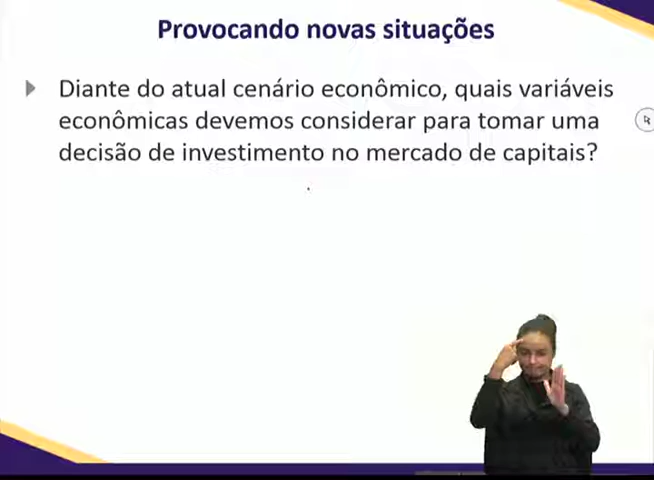 Provocando novas situações
Diante do atual cenário econômico, quais variáveis
econômicas devemos considerar para tomar uma
decisão de investimento no mercado de capitais?